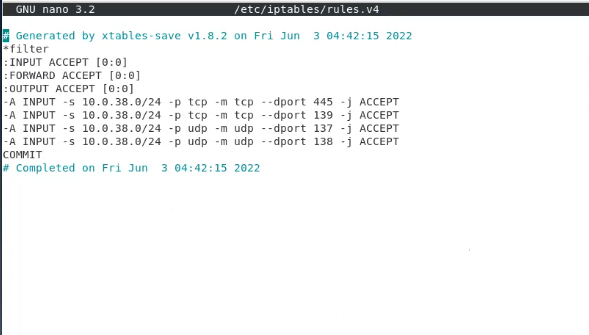 GNU nano 3.2 /etc/iptables/rules.v4
# Generated by xtables-save v1.8.2 on Fri Jun  3 04:42:15 2022
*filter
:INPUT ACCEPT [0:0]
:FORWARD ACCEPT [0:0]
:OUTPUT ACCEPT [0:0]
-A INPUT -s 10.0.38.0/24 -p tcp -m tcp --dport 445 -j ACCEPT
-A INPUT -s 10.0.38.0/24 -p tcp -m tcp --dport 139 -j ACCEPT
-A INPUT -s 10.0.38.0/24 -p udp -m udp --dport 137 -j ACCEPT
-A INPUT -s 10.0.38.0/24 -p udp -m udp --dport 138 -j ACCEPT
COMMIT
# Completed on Fri Jun  3 04:42:15 2022